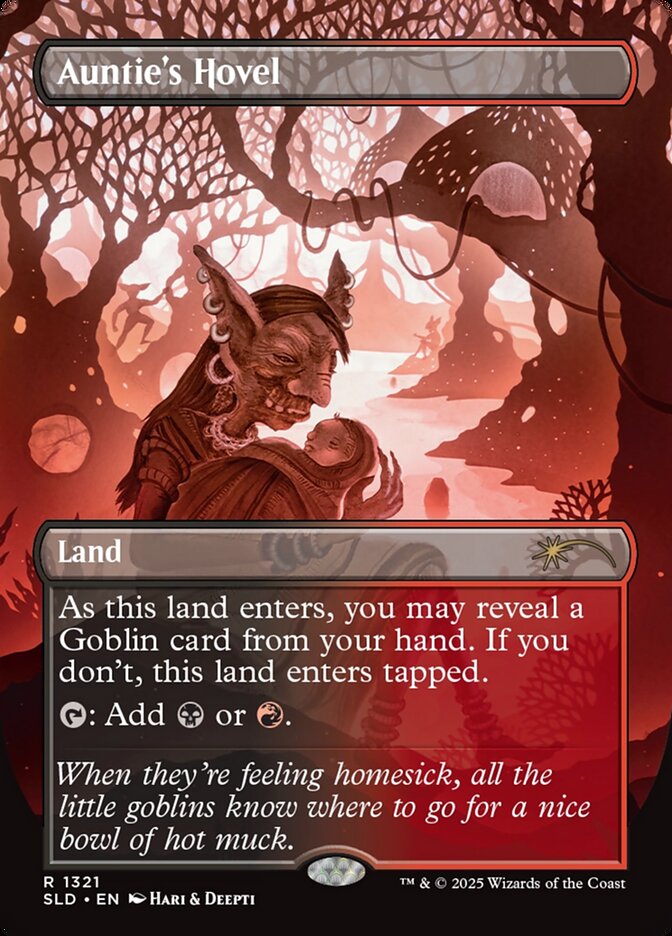 Auntie's Hovel
Land
As this land enters, you may reveal a
Goblin card from your hand. If you
don't, this land enters tapped.
: Add or .
When they're feeling homesick, all the
little goblins know where to go for a nice
bowl of hot muck.
R 1321
SLD • EN Hari & Deepti
™ & © 2025 Wizards of the Coast